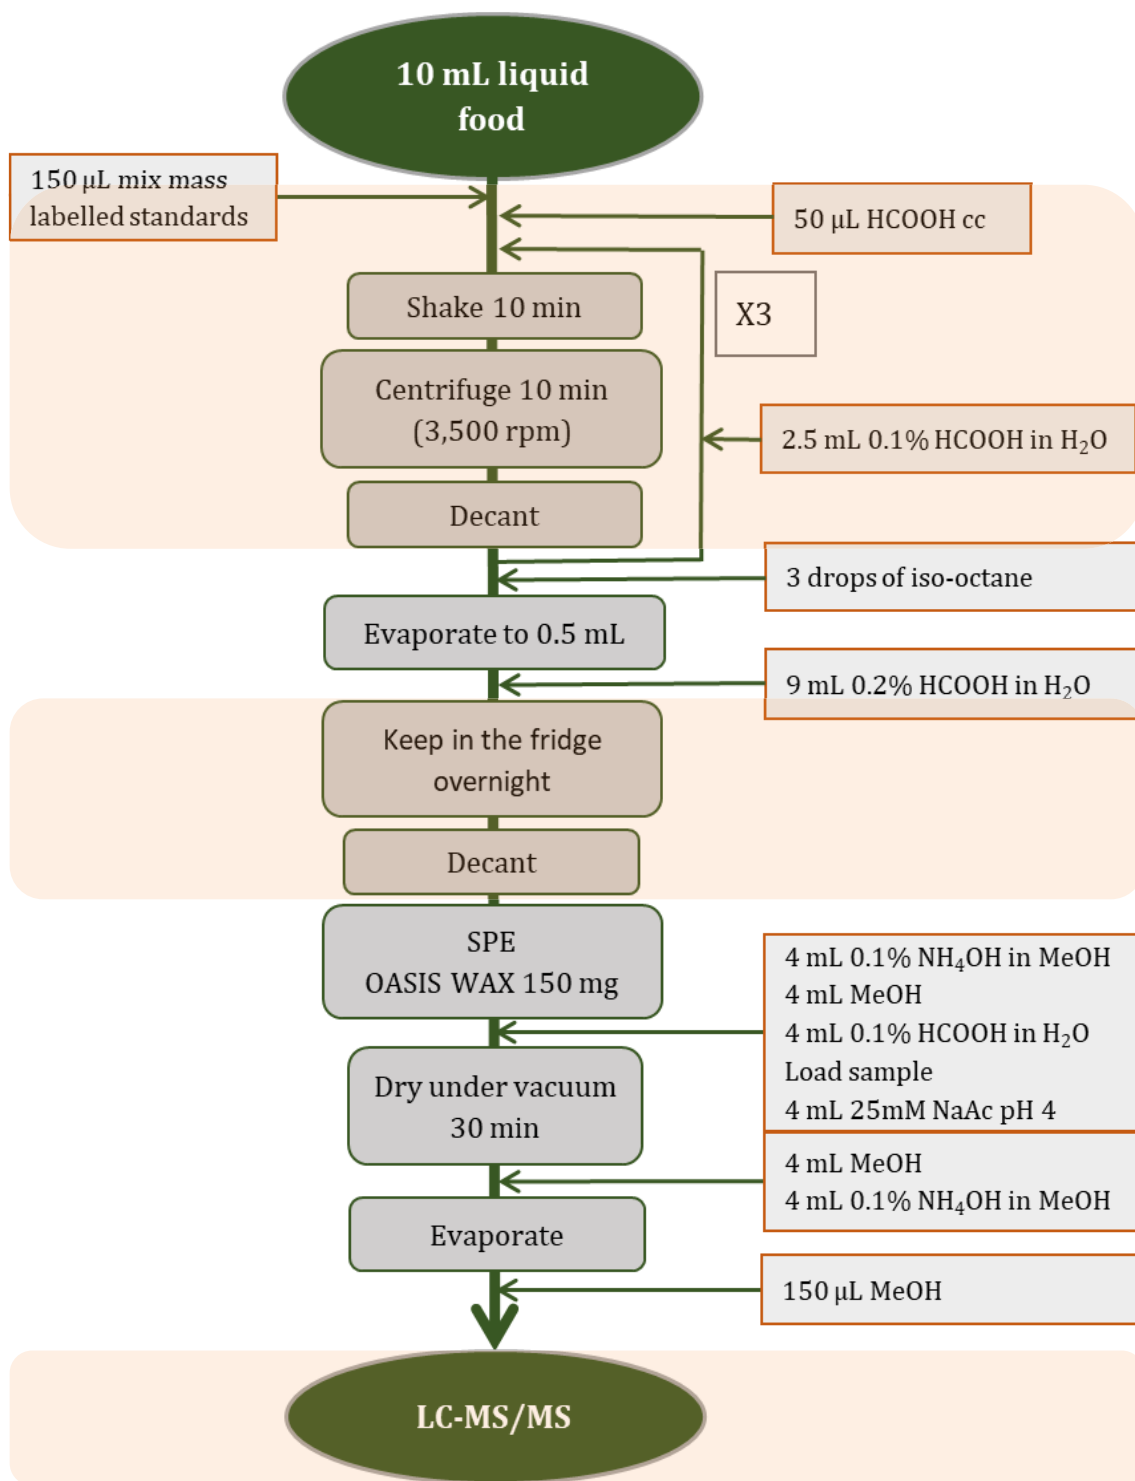 10 mL liquid
food
150 µL mix mass
labelled standards
50 µL HCOOH cc
Shake 10 min
X3
Centrifuge 10 min
(3,500 rpm)
2.5 mL 0.1% HCOOH in H₂O
Decant
3 drops of iso-octane
Evaporate to 0.5 mL
9 mL 0.2% HCOOH in H₂O
Keep in the fridge
overnight
Decant
SPE
OASIS WAX 150 mg
4 mL 0.1% NH₄OH in MeOH
4 mL MeOH
4 mL 0.1% HCOOH in H₂O
Load sample
4 mL 25mM NaAc pH 4
Dry under vacuum
30 min
4 mL MeOH
4 mL 0.1% NH₄OH in MeOH
Evaporate
150 µL MeOH
LC-MS/MS